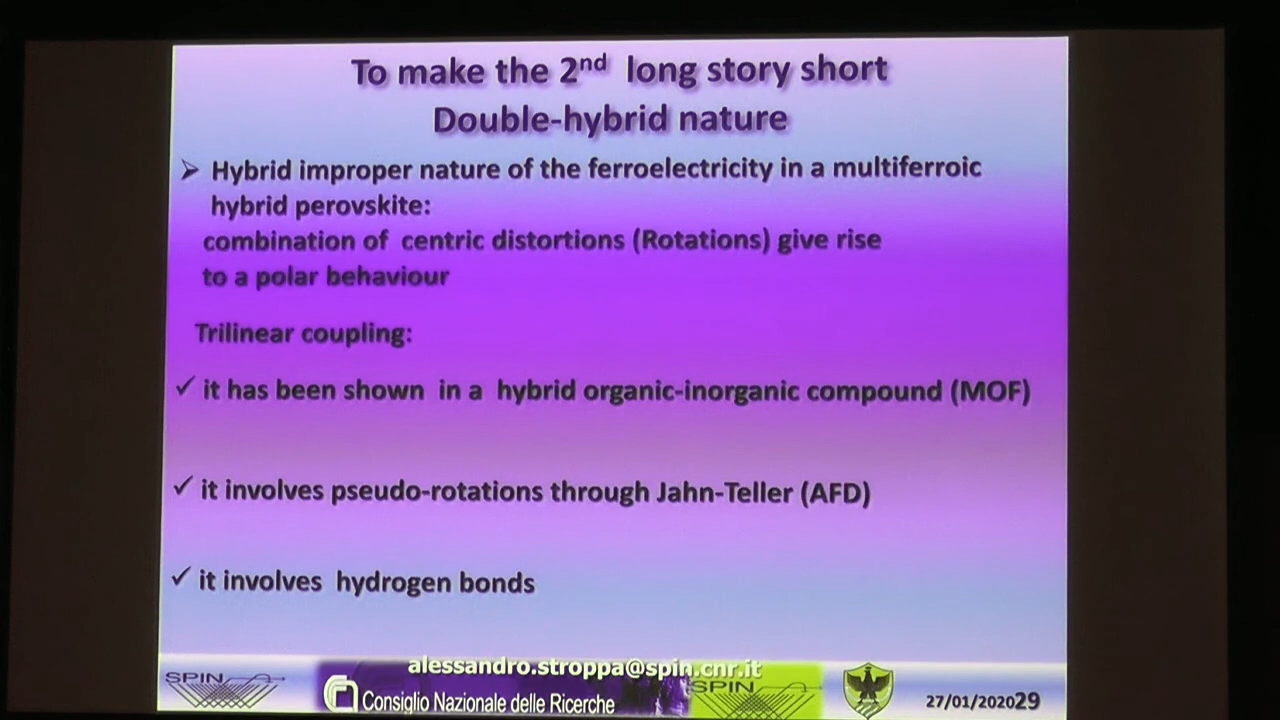 To make the 2nd long story short
Double-hybrid nature
➢ Hybrid improper nature of the ferroelectricity in a multiferroic
hybrid perovskite:
combination of centric distortions (Rotations) give rise
to a polar behaviour
Trilinear coupling:
✓ it has been shown in a hybrid organic-inorganic compound (MOF)
✓ it involves pseudo-rotations through Jahn-Teller (AFD)
✓ it involves hydrogen bonds
alessandro.stroppa@spin.cnr.it
SPIN
Consiglio Nazionale delle Ricerche
SPIN
27/01/2020 29